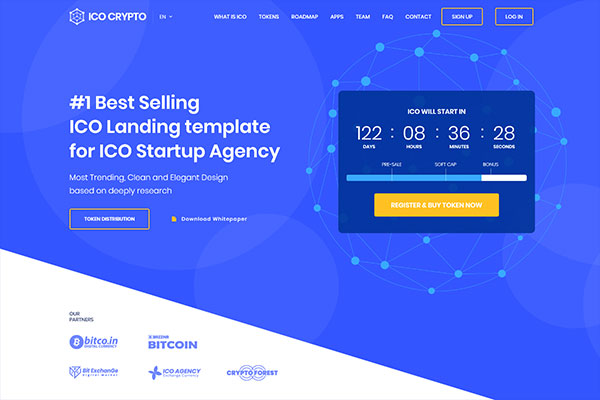 ICO CRYPTO
EN
WHAT IS ICO
TOKENS
ROADMAP
APPS
TEAM
FAQ
CONTACT
SIGN UP
LOG IN
#1 Best Selling
ICO Landing template
for ICO Startup Agency
Most Trending, Clean and Elegant Design
based on deeply research
TOKEN DISTRIBUTION
Download Whitepaper
ICO WILL START IN
122 : 08 : 36 : 28
DAYS HOURS MINUTES SECONDS
PRE-SALE SOFT CAP BONUS
REGISTER & BUY TOKEN NOW
OUR
PARTNERS
bitco.in
DIGITAL CURRENCY
BITCOIN
Bit ExchanGe
Digital Market
ICO AGENCY
Exchange Currency
CRYPTO FOREST